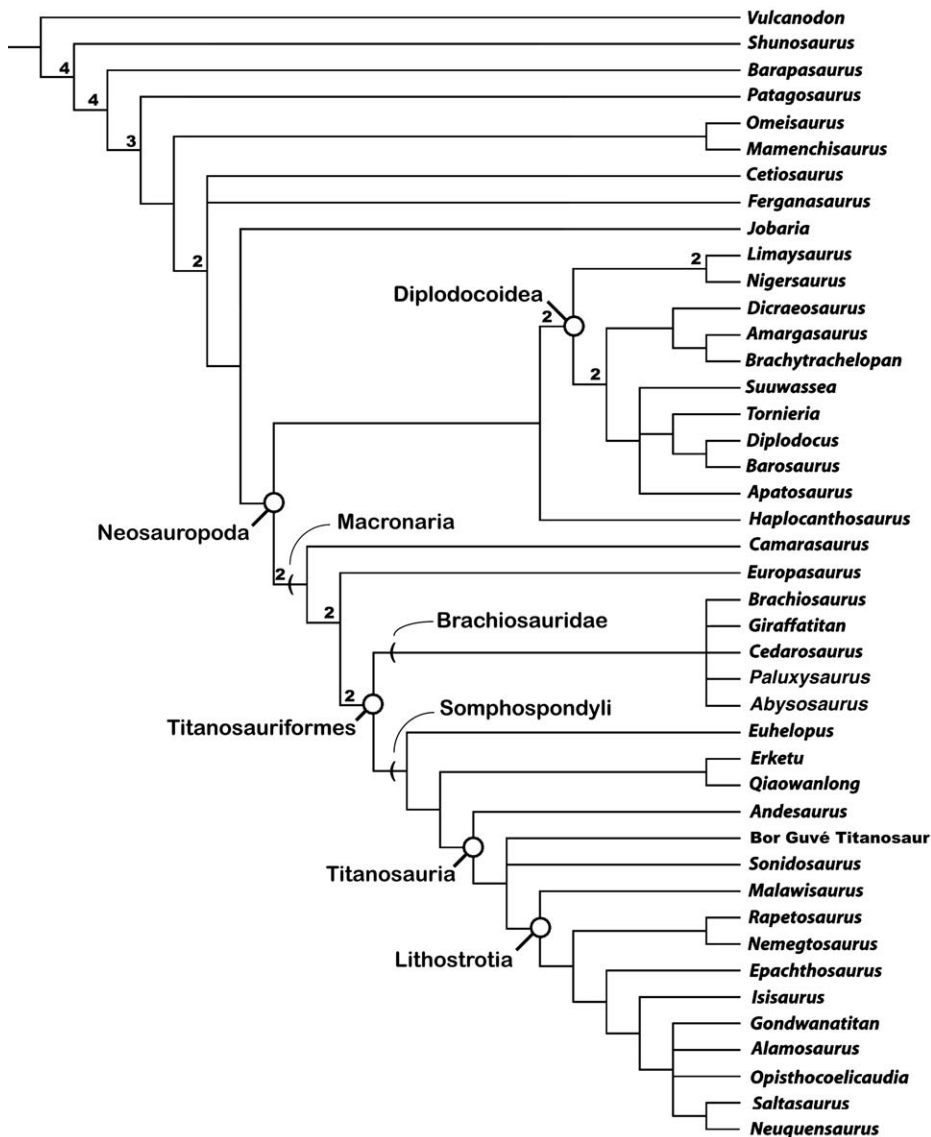 Vulcanodon
4
Shunosaurus
4
Barapasaurus
3
Patagosaurus
Omeisaurus
Mamenchisaurus
Cetiosaurus
2
Ferganasaurus
Jobaria
2
Limaysaurus
Nigersaurus
Diplodocoidea
2
Dicraeosaurus
Amargasaurus
2
Brachytrachelopan
Suuwassea
Tornieria
Diplodocus
Barosaurus
Apatosaurus
Neosauropoda
Haplocanthosaurus
Macronaria
2
Camarasaurus
2
Europasaurus
Brachiosauridae
Brachiosaurus
Giraffatitan
Cedarosaurus
Paluxysaurus
Abysosaurus
2
Titanosauriformes
Somphospondyli
Euhelopus
Erketu
Qiaowanlong
Andesaurus
Titanosauria
Bor Guvé Titanosaur
Sonidosaurus
Malawisaurus
Lithostrotia
Rapetosaurus
Nemegtosaurus
Epachthosaurus
Isisaurus
Gondwanatitan
Alamosaurus
Opisthocoelicaudia
Saltasaurus
Neuquensaurus